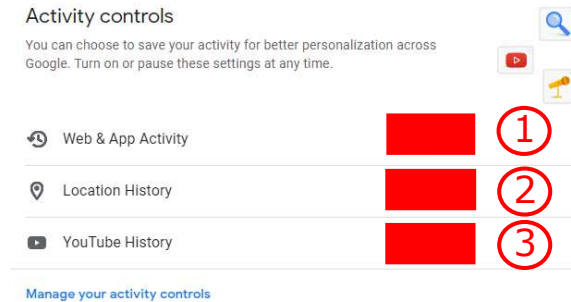 Activity controls
You can choose to save your activity for better personalization across
Google. Turn on or pause these settings at any time.
Web & App Activity 1
Location History 2
YouTube History 3
Manage your activity controls